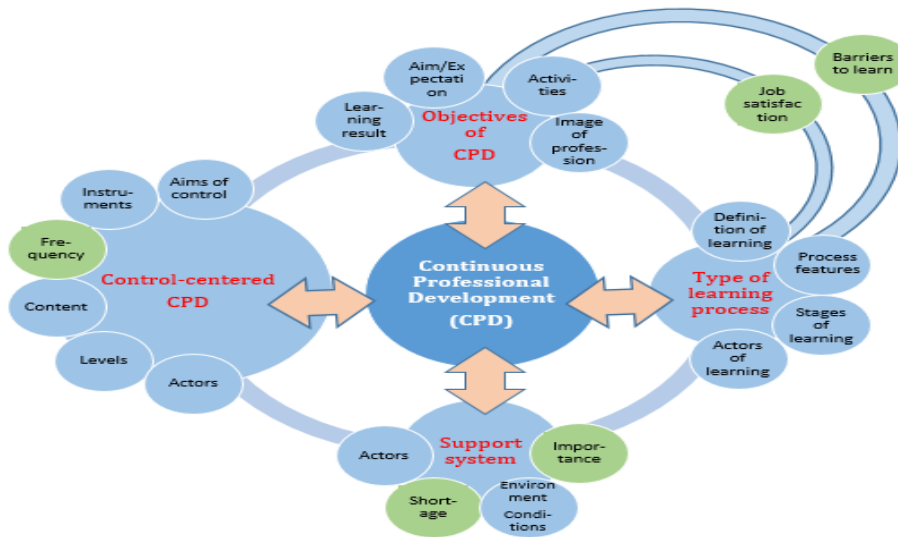 Barriers
to learn
Job
satisfac
tion
Aim/Ex
pectati
on
Activi-
ties
Lear-
ning
result
Objectives
of
CPD
Image
of
profes-
sion
Instru-
ments
Aims of
control
Fre-
quency
Control-centered
CPD
Content
Levels
Actors
Continuous
Professional
Development
(CPD)
Defini-
tion of
learning
Process
features
Type of
learning
process
Stages
of
learning
Actors
of
learning
Support
system
Actors
Impor-
tance
Short-
age
Environ
ment
Condi-
tions